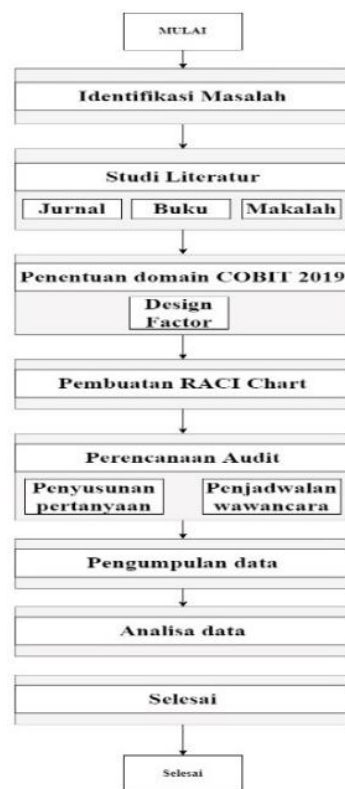 MULAI
Identifikasi Masalah
Studi Literatur
Jurnal Buku Makalah
Penentuan domain COBIT 2019
Design
Factor
Pembuatan RACI Chart
Perencanaan Audit
Penyusunan Penjadwalan
pertanyaan wawancara
Pengumpulan data
Analisa data
Selesai
Selesai